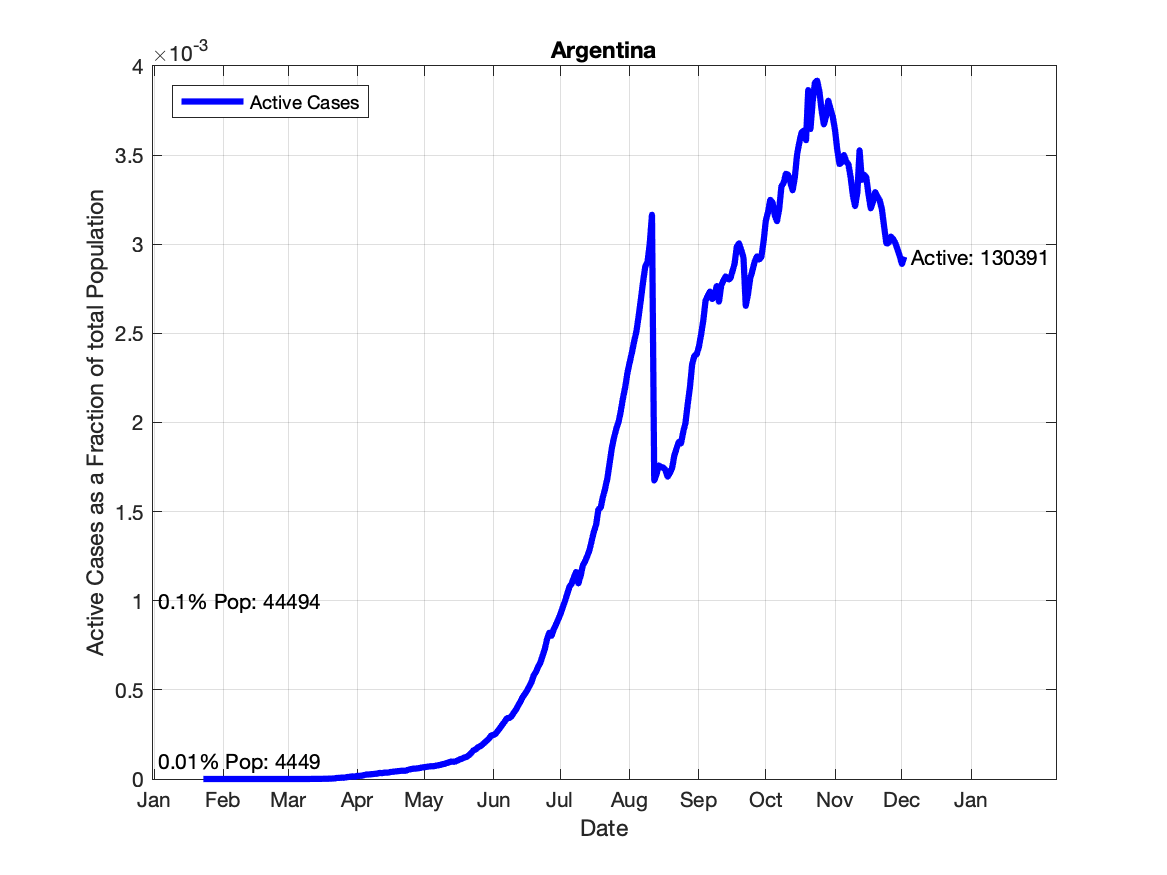 Argentina
×10-3
Active Cases
4
3.5
3
2.5
2
1.5
1
0.5
0
Active Cases as a Fraction of total Population
Active: 130391
0.1% Pop: 44494
0.01% Pop: 4449
Jan Feb Mar Apr May Jun Jul Aug Sep Oct Nov Dec Jan
Date